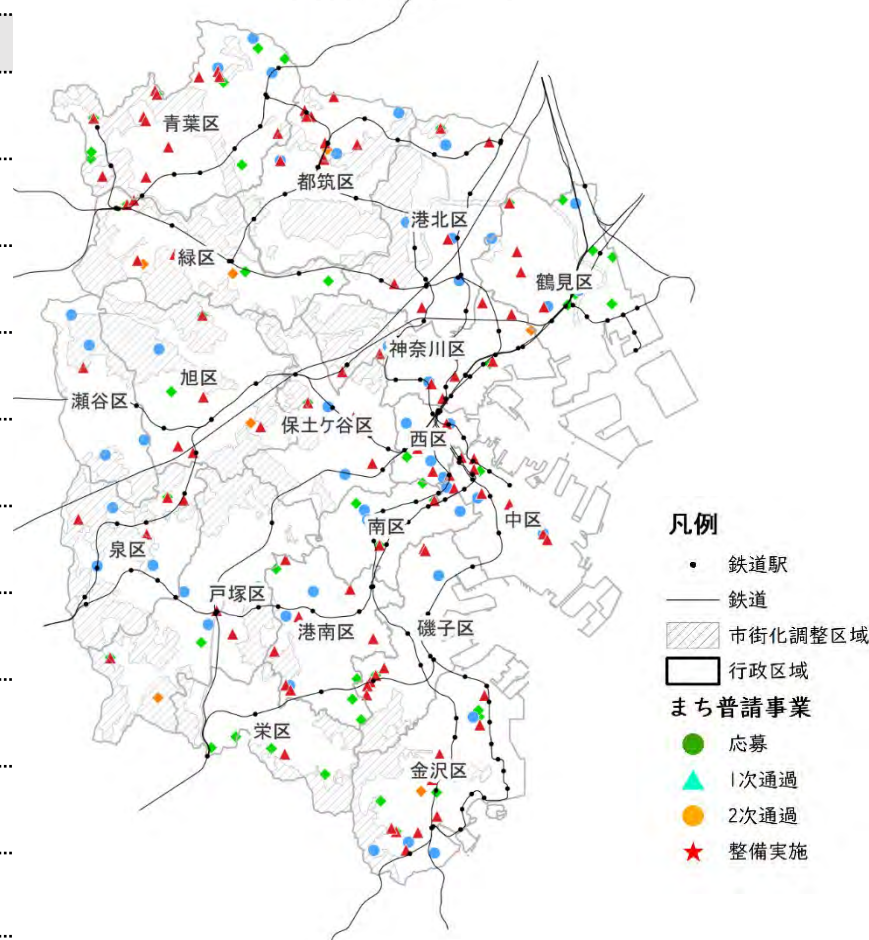 青葉区
都筑区
港北区
緑区
鶴見区
神奈川区
旭区
瀬谷区
保土ケ谷区
西区
南区
中区
泉区
戸塚区
港南区
磯子区
栄区
金沢区
凡例
鉄道駅
鉄道
市街化調整区域
行政区域
まち普請事業
応募
1次通過
2次通過
整備実施